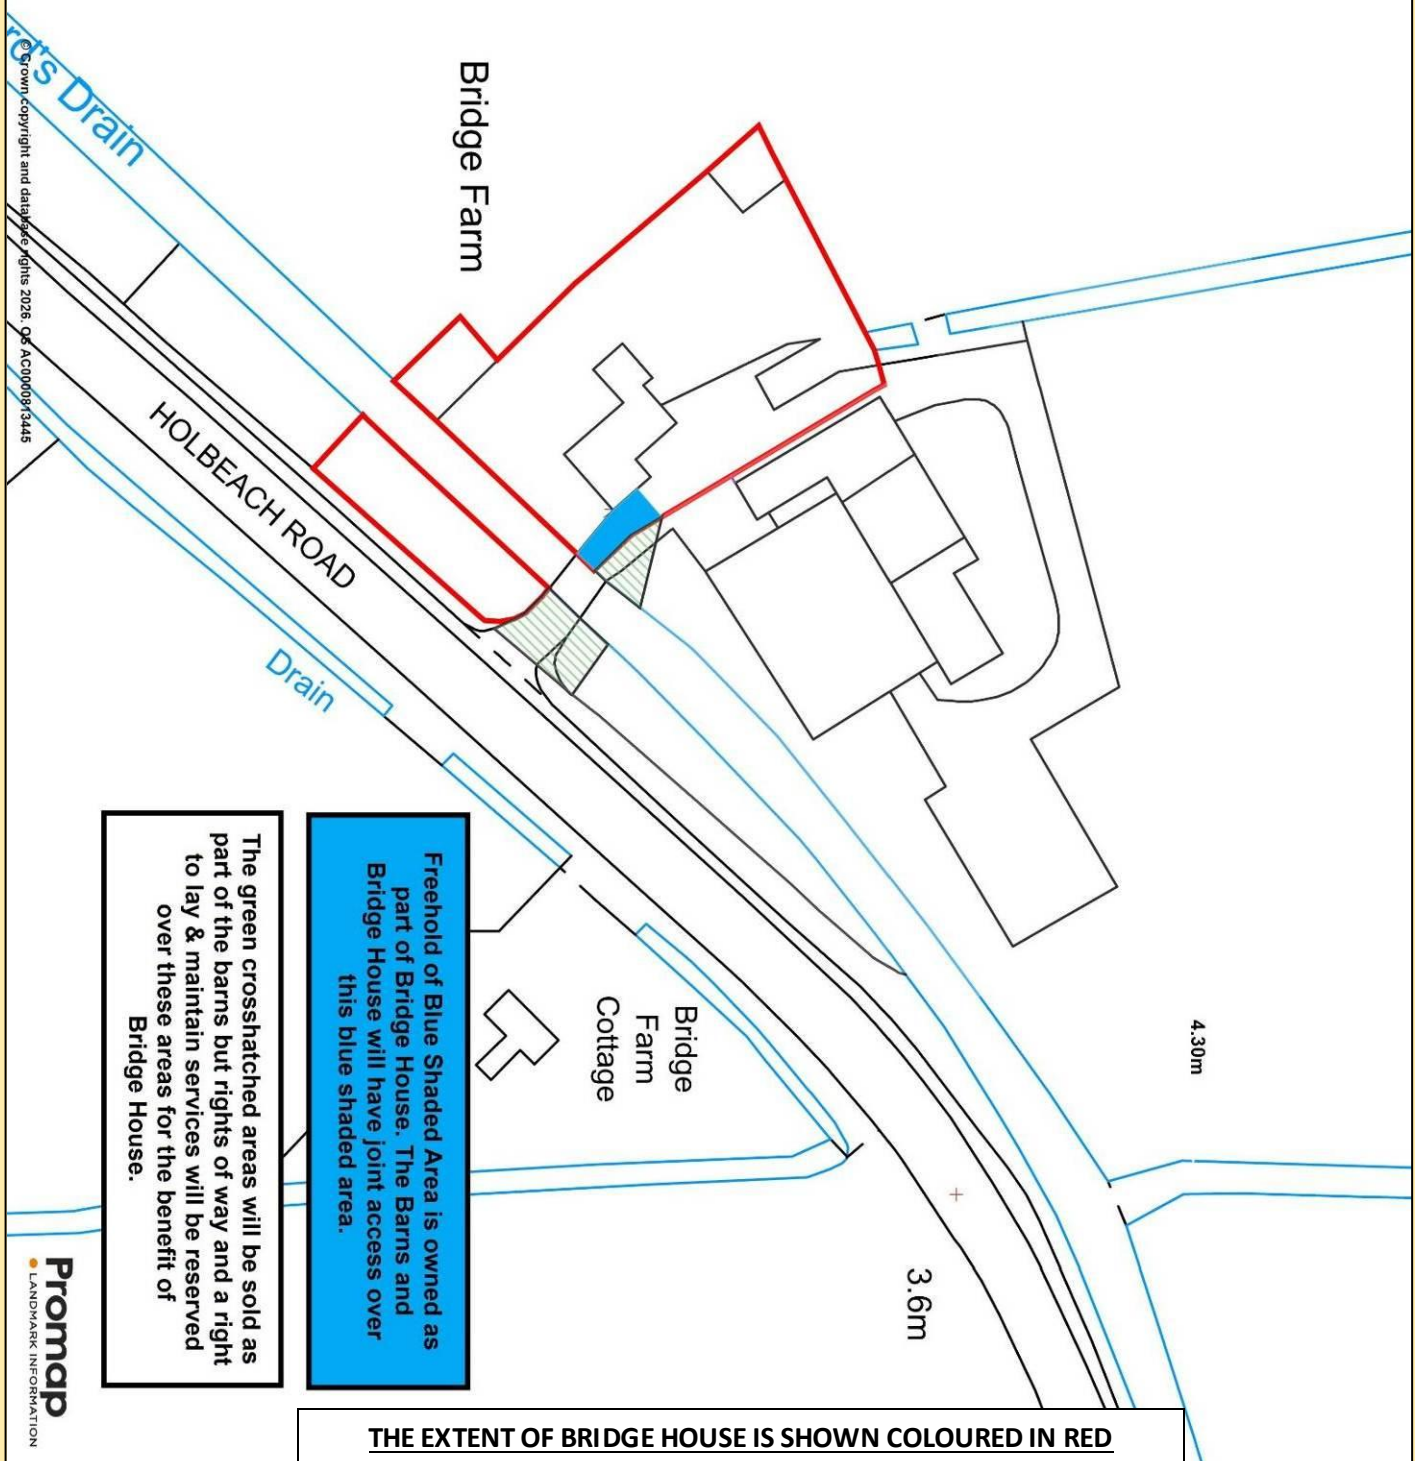 rd's Drain
© Crown copyright and database rights 2026. OS AC0000813445
Bridge Farm
HOLBEACH ROAD
Drain
Bridge
Farm
Cottage
4.30m
3.6m
Freehold of Blue Shaded Area is owned as
part of Bridge House. The Barns and
Bridge House will have joint access over
this blue shaded area.
The green crosshatched areas will be sold as
part of the barns but rights of way and a right
to lay & maintain services will be reserved
over these areas for the benefit of
Bridge House.
Promap
LANDMARK INFORMATION
THE EXTENT OF BRIDGE HOUSE IS SHOWN COLOURED IN RED